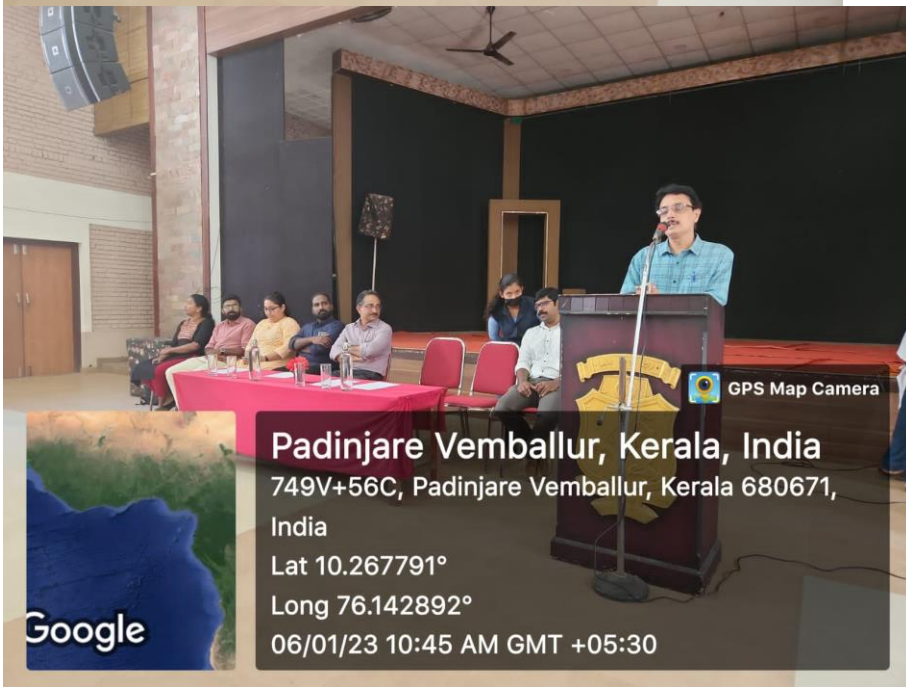 GPS Map Camera
Padinjare Vemballur, Kerala, India
749V+56C, Padinjare Vemballur, Kerala 680671,
India
Lat 10.267791°
Long 76.142892°
06/01/23 10:45 AM GMT +05:30
Google